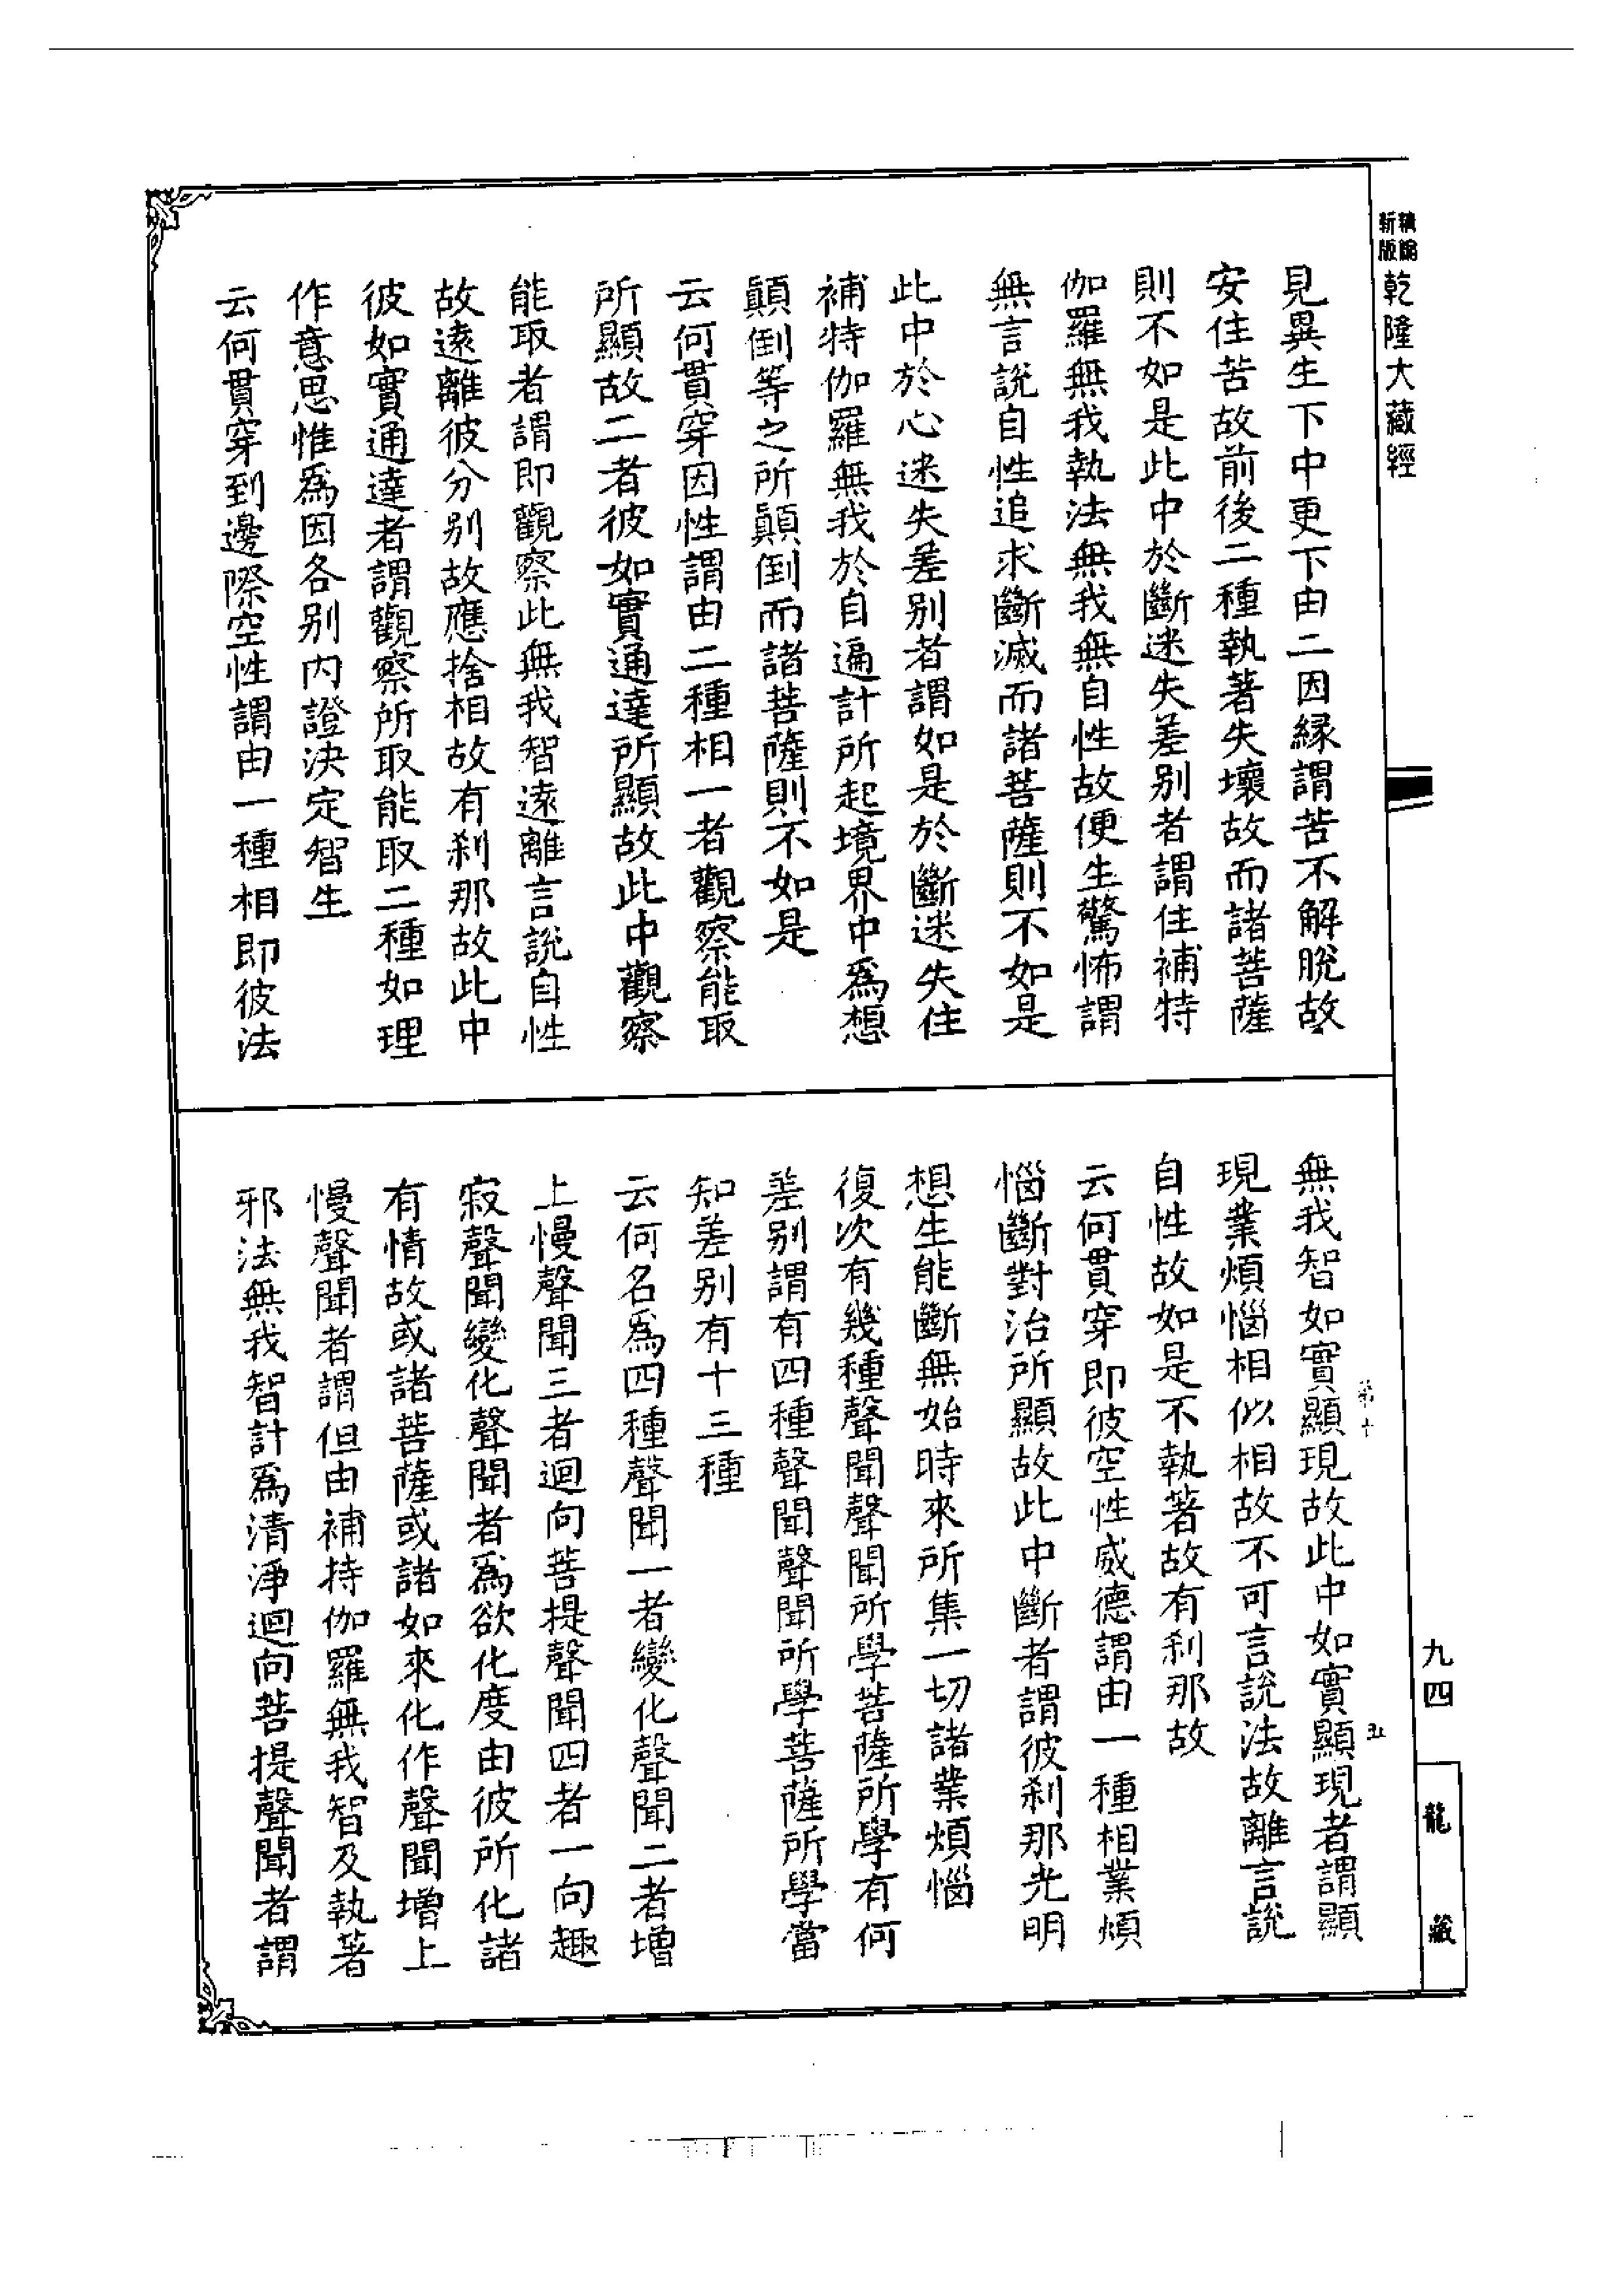 新編
新版
乾隆大藏經
見異生下中更下由二因緣謂苦不解脫故
安住苦故前後二種執著失壞故而諸菩薩
則不如是此中於斷迷失差別者謂住補特
伽羅無我執法無我無自性故便生驚怖謂
無言說自性追求斷滅而諸菩薩則不如是
此中於心迷失差別者謂如是於斷迷失住
補特伽羅無我於自遍計所起境界中為想
顛倒等之所顛倒而諸菩薩則不如是
云何貫穿因性謂由二種相一者觀察能取
所顯故二者彼如實通達所顯故此中觀察
能取者謂即觀察此無我智遠離言說自性
故遠離彼分別故應捨相故有刹那故此中
彼如實通達者謂觀察所取能取二種如理
作意思惟為因各別內證決定智生
云何貫穿到邊際空性謂由一種相即彼法
無我智如實顯現故此中如實顯現者謂顯
現業煩惱相似相故不可言說法故離言說
自性故如是不執著故有刹那故
云何貫穿即彼空性威德謂由一種相業煩
惱斷對治所顯故此中斷者謂彼刹那光明
想生能斷無始時來所集一切諸業煩惱
復次有幾種聲聞聲聞所學菩薩所學有何
差別謂有四種聲聞聲聞所學菩薩所學當
知差別有十三種
云何名為四種聲聞一者變化聲聞二者增
上慢聲聞三者迴向菩提聲聞四者一向趣
寂聲聞變化聲聞者為欲化度由彼所化諸
有情故或諸菩薩或諸如來化作聲聞增上
慢聲聞者謂但由補特伽羅無我智及執著
邪法無我智計為清淨迴向菩提聲聞者謂
第十
五
九四
龍藏